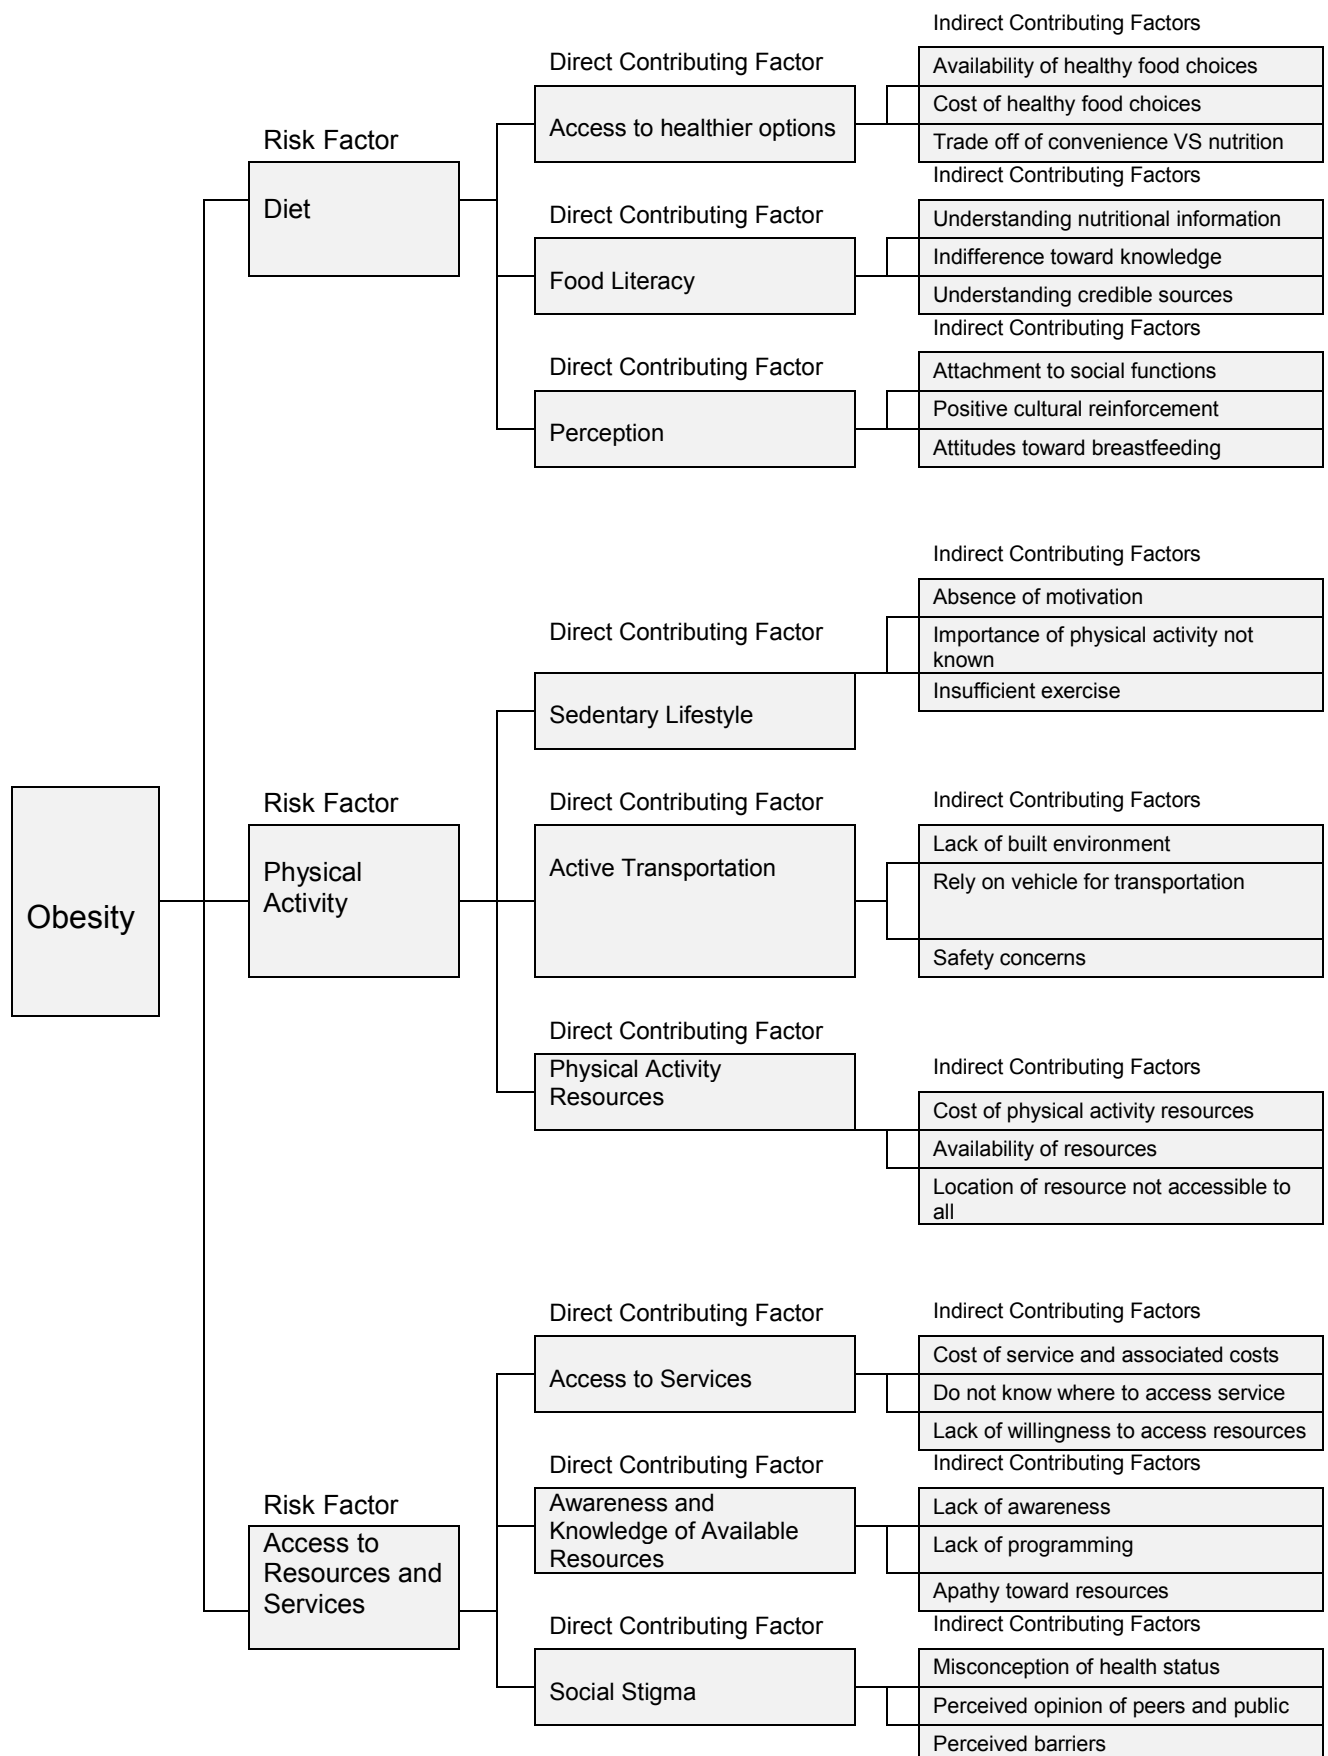 Obesity
Risk Factor
Diet
Direct Contributing Factor
Access to healthier options
Indirect Contributing Factors
Availability of healthy food choices
Cost of healthy food choices
Trade off of convenience VS nutrition
Direct Contributing Factor
Food Literacy
Indirect Contributing Factors
Understanding nutritional information
Indifference toward knowledge
Understanding credible sources
Direct Contributing Factor
Perception
Indirect Contributing Factors
Attachment to social functions
Positive cultural reinforcement
Attitudes toward breastfeeding
Risk Factor
Physical
Activity
Direct Contributing Factor
Sedentary Lifestyle
Indirect Contributing Factors
Absence of motivation
Importance of physical activity not
known
Insufficient exercise
Direct Contributing Factor
Active Transportation
Indirect Contributing Factors
Lack of built environment
Rely on vehicle for transportation
Safety concerns
Direct Contributing Factor
Physical Activity
Resources
Indirect Contributing Factors
Cost of physical activity resources
Availability of resources
Location of resource not accessible to
all
Risk Factor
Access to
Resources and
Services
Direct Contributing Factor
Access to Services
Indirect Contributing Factors
Cost of service and associated costs
Do not know where to access service
Lack of willingness to access resources
Direct Contributing Factor
Awareness and
Knowledge of Available
Resources
Indirect Contributing Factors
Lack of awareness
Lack of programming
Apathy toward resources
Direct Contributing Factor
Social Stigma
Indirect Contributing Factors
Misconception of health status
Perceived opinion of peers and public
Perceived barriers